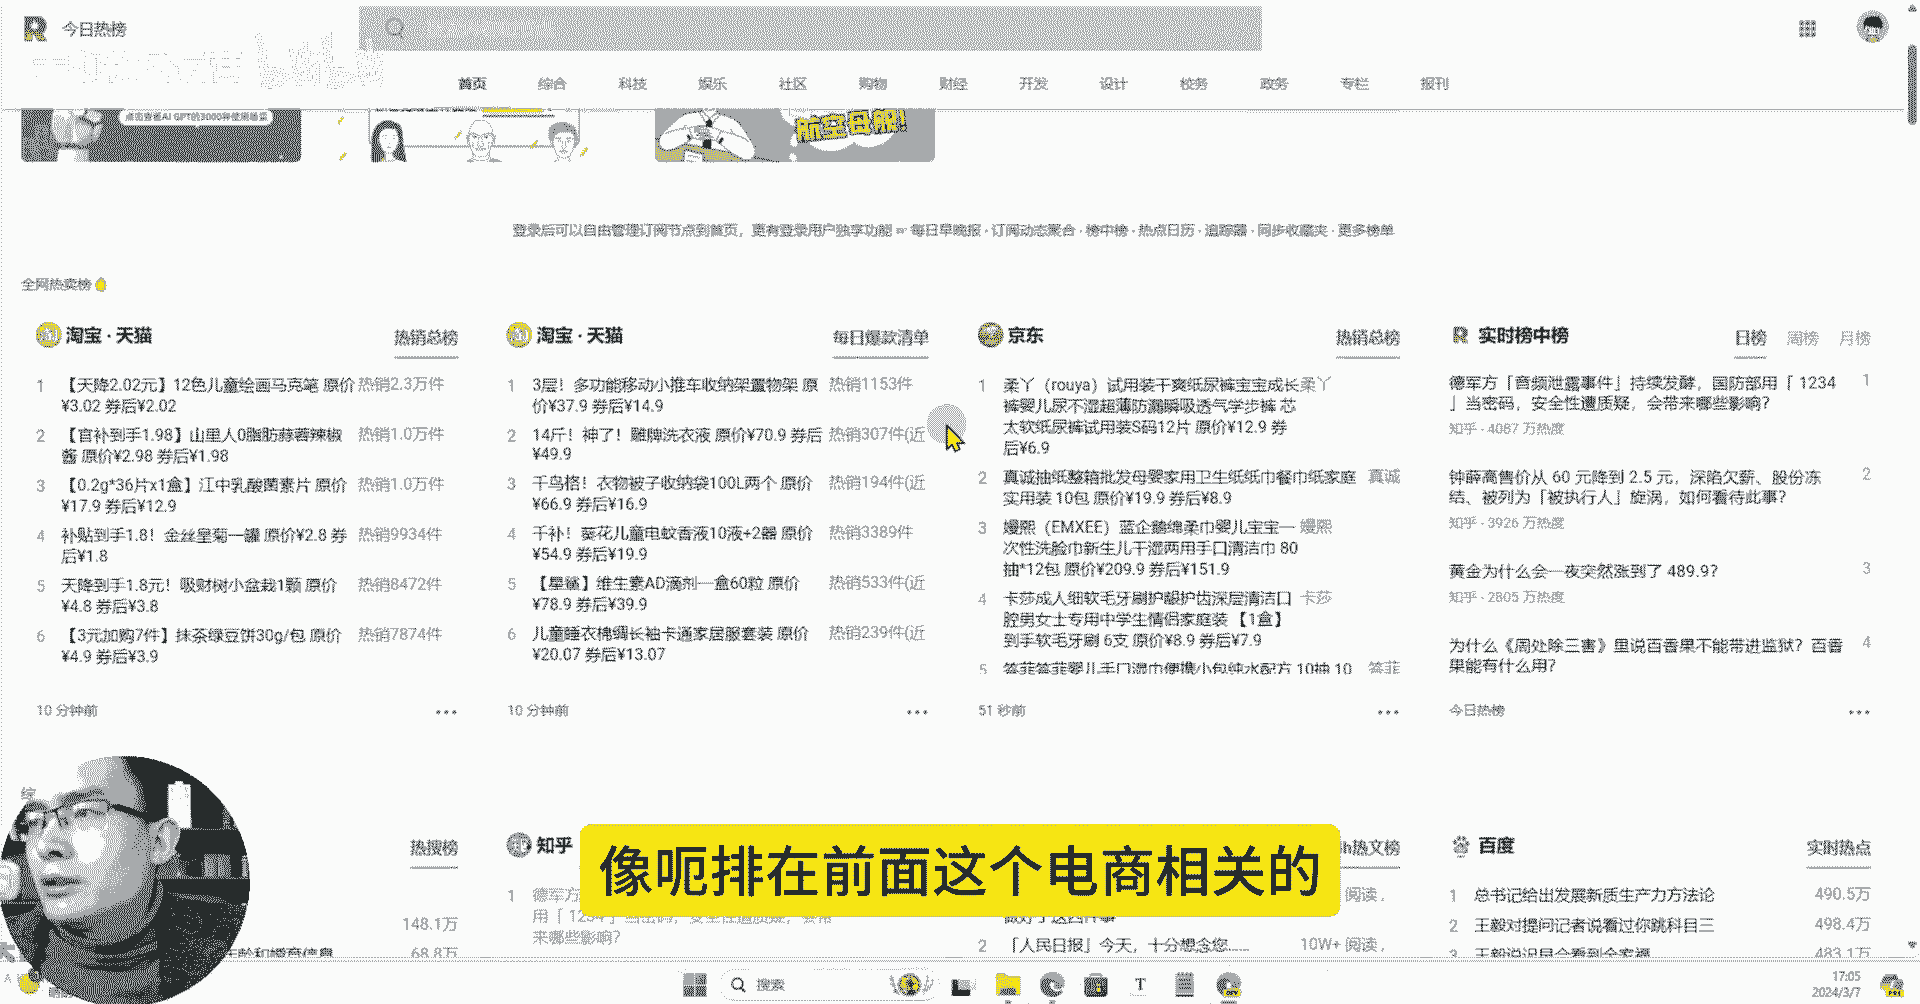 今日热榜
首页 综合 科技 娱乐 社区 购物 财经 开发 设计 校务 政务 专栏 报刊
点击查看AI GPT的3000种使用场景
航空母舰!
登录后可以自由管理订阅节点到首页，更有登录用户独享功能 ☞ 每日早晚报 · 订阅动态聚合 · 榜中榜 · 热点日历 · 追踪器 · 同步收藏夹 · 更多榜单
全网热卖榜
淘宝 · 天猫 热销总榜
1 【天降2.02元】12色儿童绘画马克笔 原价 热销2.3万件
¥3.02 券后¥2.02
2 【官补到手1.98】山里人0脂肪蒜蓉辣椒 热销1.0万件
酱 原价¥2.98 券后¥1.98
3 【0.2g*36片x1盒】江中乳酸菌素片 原价 热销1.0万件
¥17.9 券后¥12.9
4 补贴到手1.8！金丝皇菊一罐 原价¥2.8 券 热销9934件
后¥1.8
5 天降到手1.8元！吸财树小盆栽1颗 原价 热销8472件
¥4.8 券后¥3.8
6 【3元加购7件】抹茶绿豆饼30g/包 原价 热销7874件
¥4.9 券后¥3.9
10 分钟前
淘宝 · 天猫 每日爆款清单
1 3层！多功能移动小推车收纳架置物架 原 热销1153件
价¥37.9 券后¥14.9
2 14斤！神了！雕牌洗衣液 原价¥70.9 券后 热销307件(近
¥49.9
3 千鸟格！衣物被子收纳袋100L两个 原价 热销194件(近
¥66.9 券后¥16.9
4 千补！葵花儿童电蚊香液10液+2器 原价 热销3389件
¥54.9 券后¥19.9
5 【星鲨】维生素AD滴剂一盒60粒 原价 热销533件(近
¥78.9 券后¥39.9
6 儿童睡衣棉绸长袖卡通家居服套装 原价 热销239件(近
¥20.07 券后¥13.07
10 分钟前
京东 热销总榜
1 柔丫（rouya）试用装干爽纸尿裤宝宝成长 柔丫
裤婴儿尿不湿超薄防漏瞬吸透气学步裤 芯
太软纸尿裤试用装S码12片 原价¥12.9 券
后¥6.9
2 真诚抽纸整箱批发母婴家用卫生纸纸巾餐巾纸家庭 真诚
实用装 10包 原价¥19.9 券后¥8.9
3 嫚熙（EMXEE）蓝企鹅绵柔巾婴儿宝宝一 嫚熙
次性洗脸巾新生儿干湿两用手口清洁巾 80
抽*12包 原价¥209.9 券后¥151.9
4 卡莎成人细软毛牙刷护龈护齿深层清洁口 卡莎
腔男女士专用中学生情侣家庭装 【1盒】
到手软毛牙刷 6支 原价¥8.9 券后¥7.9
51 秒前
实时榜中榜 日榜 周榜 月榜
德军方「音频泄露事件」持续发酵，国防部用「 1234 1
」当密码，安全性遭质疑，会带来哪些影响？
知乎 · 4087 万热度
钟薛高售价从 60 元降到 2.5 元，深陷欠薪、股份冻 2
结、被列为「被执行人」旋涡，如何看待此事？
知乎 · 3926 万热度
黄金为什么会一夜突然涨到了 489.9？ 3
知乎 · 2805 万热度
为什么《周处除三害》里说百香果不能带进监狱？百香 4
果能有什么用？
今日热榜
综
热搜榜
148.1万
68.8万
知乎
1 德军方
来哪些影响？
h热文榜
阅读 ,
2 「人民日报」今天，十分想念您...... 10W+ 阅读 ,
百度 实时热点
1 总书记给出发展新质生产力方法论 490.5万
2 王毅对提问记者说看过你跳科目三 498.4万
483.1万
像呃排在前面这个电商相关的
搜索
17:05
2024/3/7